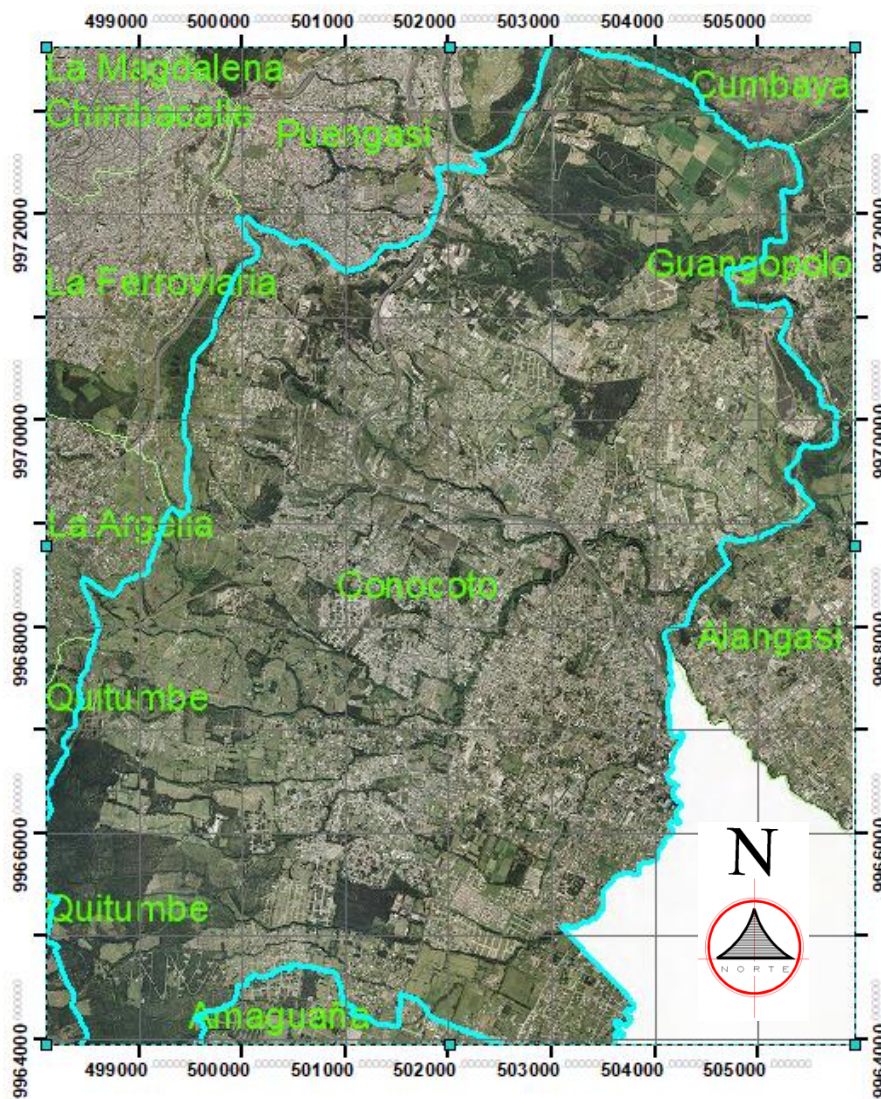 499000 500000 501000 502000 503000 504000 505000
La Magdalena
Cumbaya
Chimbacalle
Puengasi
9972000 9972000
Guangopolo
La Ferroviaria
9970000 9970000
La Argelia
Conocoto
9968000 9968000
Alangasi
Quitumbe
9966000 9966000
N
Quitumbe
NORTE
Amaguaña
9964000 9964000
499000 500000 501000 502000 503000 504000 505000